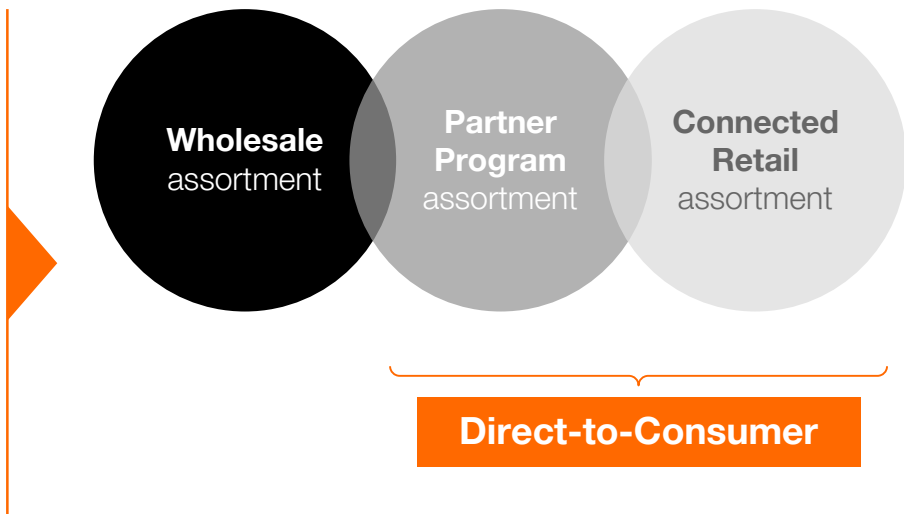 Wholesale
assortment
Partner
Program
assortment
Connected
Retail
assortment
Direct-to-Consumer